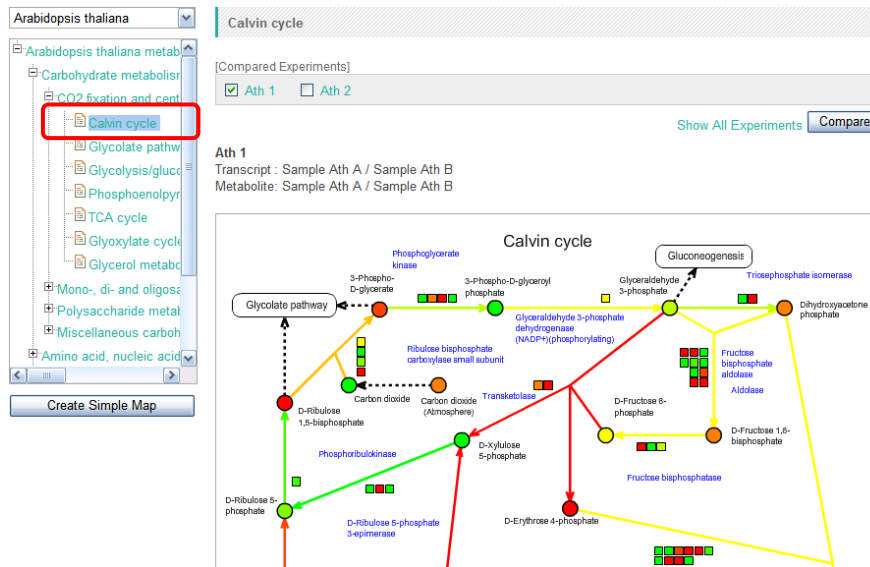 Arabidopsis thaliana
Arabidopsis thaliana metab
Carbohydrate metabolisr
CO2 fixation and cent
Calvin cycle
Glycolate pathw
Glycolysis/glucc
Phosphoenolpyr
TCA cycle
Glyoxylate cycle
Glycerol metabc
Mono-, di- and oligosa
Polysaccharide metal
Miscellaneous carboh
Amino acid, nucleic acid
Create Simple Map
Calvin cycle
[Compared Experiments]
Ath 1
Ath 2
Show All Experiments
Compare
Ath 1
Transcript : Sample Ath A / Sample Ath B
Metabolite: Sample Ath A / Sample Ath B
Calvin cycle
Gluconeogenesis
Phosphoglycerate
kinase
Triosephosphate isomerase
3-Phospho-
D-glycerate
3-Phospho-D-glyceroyl
phosphate
Glyceraldehyde
3-phosphate
Dihydroxyacetone
phosphate
Glycolate pathway
Glyceraldehyde 3-phosphate
dehydrogenase
(NADP+)(phosphorylating)
Ribulose bisphosphate
carboxylase small subunit
Fructose
bisphosphate
aldolase
Aldolase
Carbon dioxide
Carbon dioxide
(Atmosphere)
Transketolase
D-Fructose 6-
phosphate
D-Ribulose
1,5-bisphosphate
D-Xylulose
5-phosphate
D-Fructose 1,6-
bisphosphate
Phosphoribulokinase
Fructose bisphosphatase
D-Ribulose 5-
phosphate
D-Ribulose 5-phosphate
3-epimerase
D-Erythrose 4-phosphate